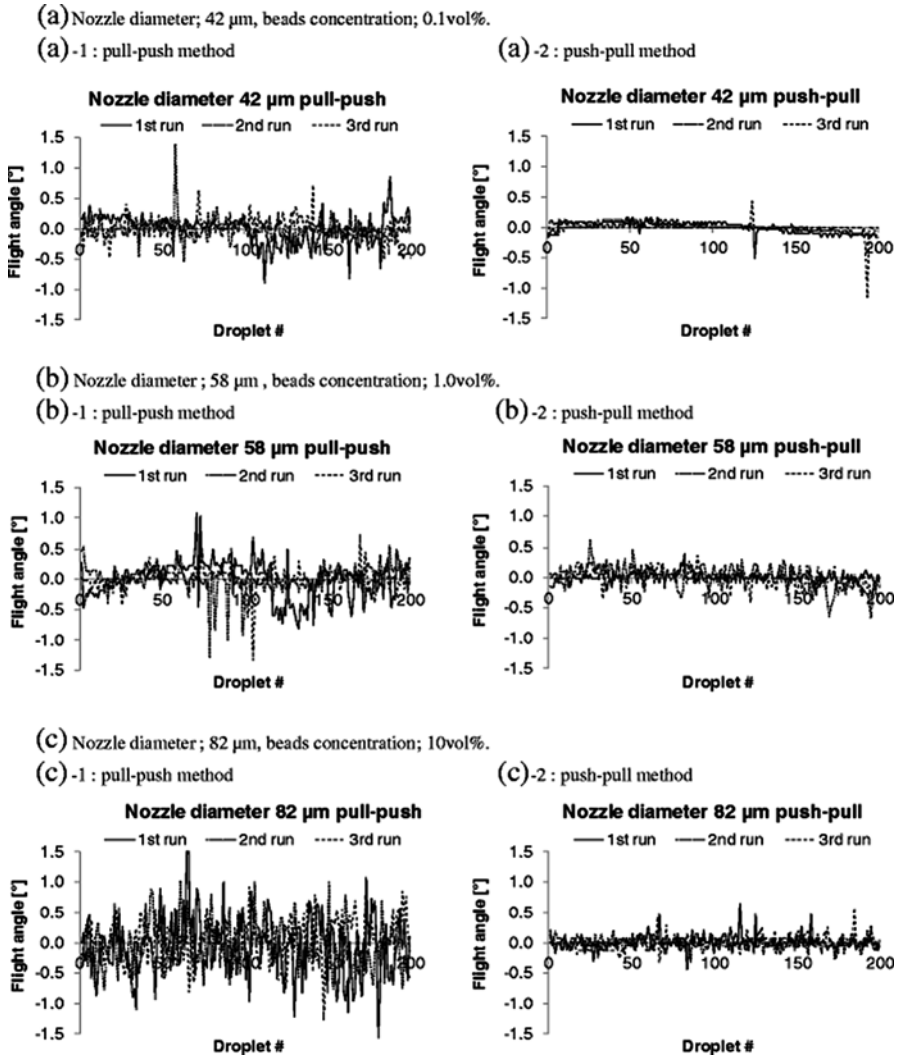 (a) Nozzle diameter; 42 μm, beads concentration; 0.1vol%.
(a) -1 : pull-push method
(a) -2 : push-pull method
Nozzle diameter 42 μm pull-push
1st run 2nd run 3rd run
Flight angle [°]
1.5
1.0
0.5
0.0
-0.5
-1.0
-1.5
0 50 100 150 200
Droplet #
Nozzle diameter 42 μm push-pull
1st run 2nd run 3rd run
Flight angle [°]
1.5
1.0
0.5
0.0
-0.5
-1.0
-1.5
0 50 100 150 200
Droplet #
(b) Nozzle diameter ; 58 μm , beads concentration; 1.0vol%.
(b) -1 : pull-push method
(b) -2 : push-pull method
Nozzle diameter 58 μm pull-push
1st run 2nd run 3rd run
Flight angle [°]
1.5
1.0
0.5
0.0
-0.5
-1.0
-1.5
0 50 100 150 200
Droplet #
Nozzle diameter 58 μm push-pull
1st run 2nd run 3rd run
Flight angle [°]
1.5
1.0
0.5
0.0
-0.5
-1.0
-1.5
0 50 100 150 200
Droplet #
(c) Nozzle diameter ; 82 μm, beads concentration; 10vol%.
(c) -1 : pull-push method
(c) -2 : push-pull method
Nozzle diameter 82 μm pull-push
1st run 2nd run 3rd run
Flight angle [°]
1.5
1.0
0.5
0.0
-0.5
-1.0
-1.5
0 50 100 150 200
Droplet #
Nozzle diameter 82 μm push-pull
1st run 2nd run 3rd run
Flight angle [°]
1.5
1.0
0.5
0.0
-0.5
-1.0
-1.5
0 50 100 150 200
Droplet #